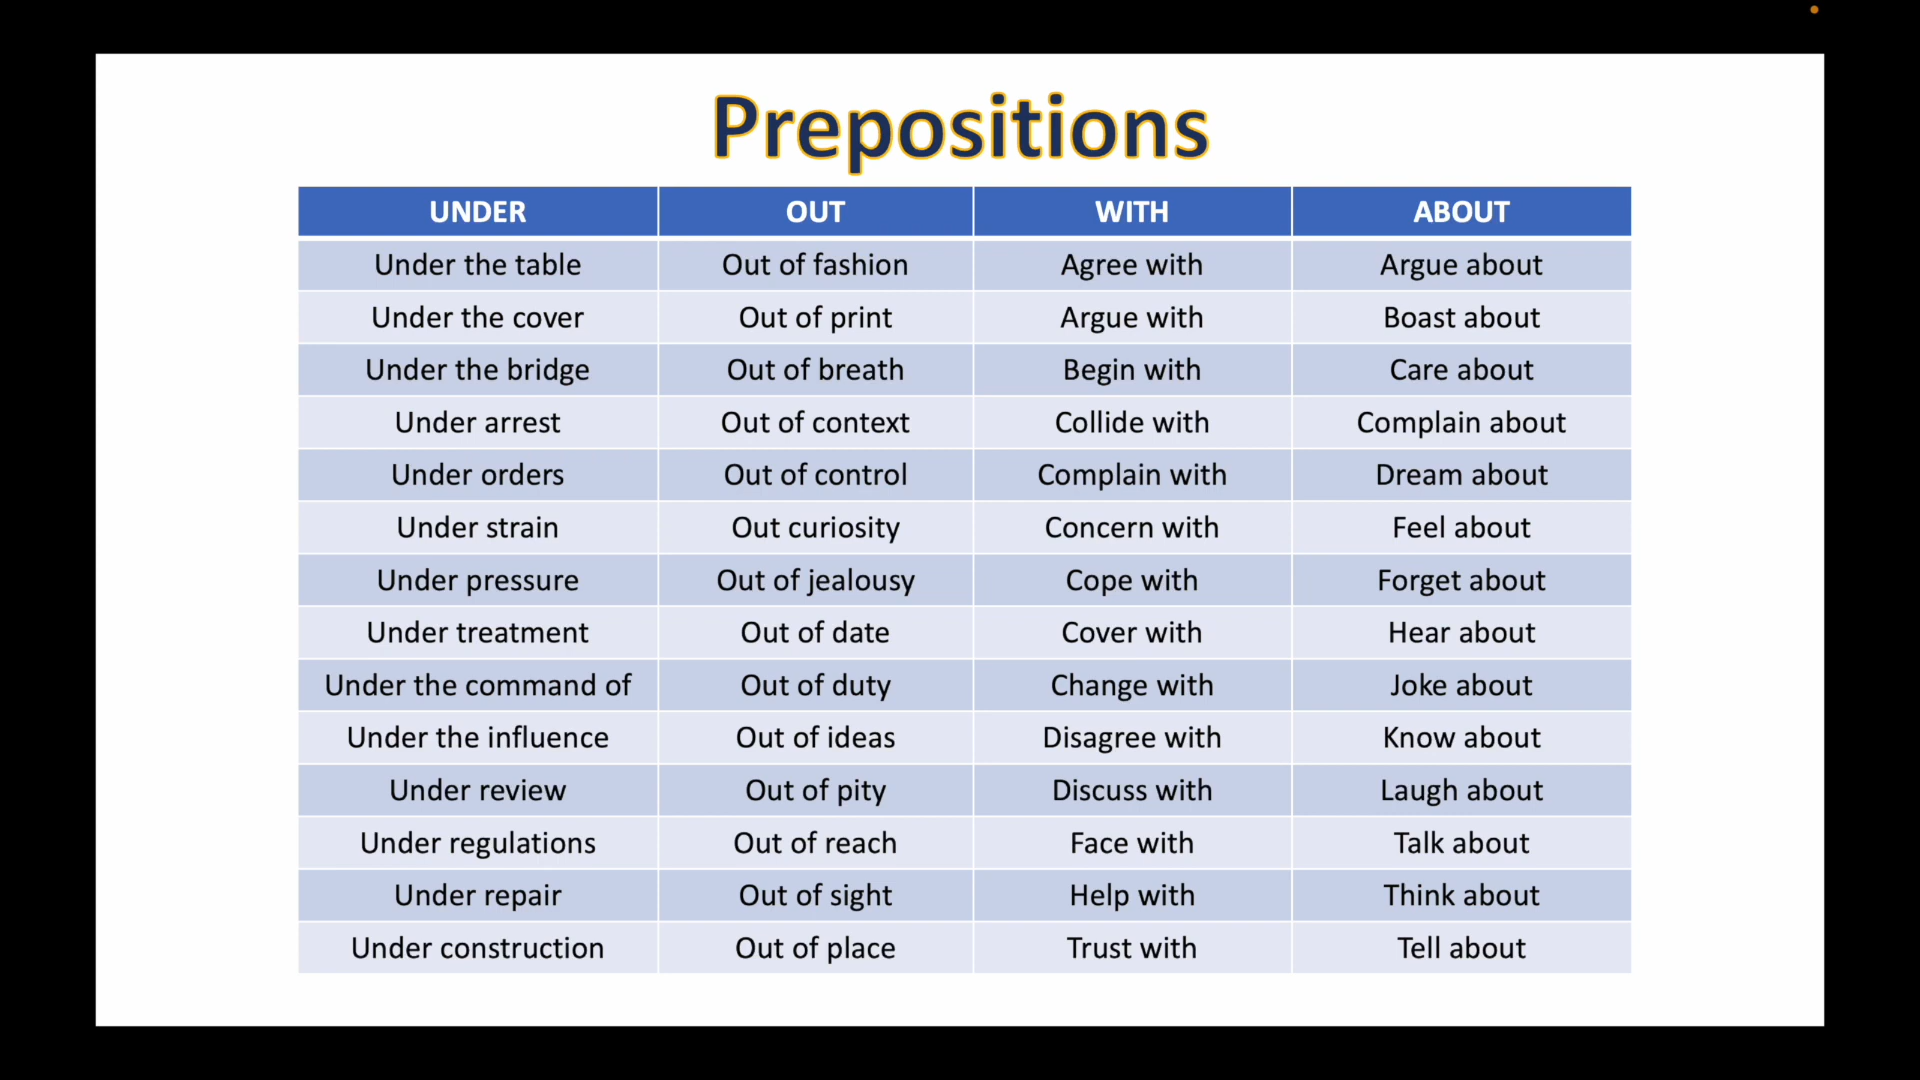 Prepositions
UNDER OUT WITH ABOUT
Under the table Out of fashion Agree with Argue about
Under the cover Out of print Argue with Boast about
Under the bridge Out of breath Begin with Care about
Under arrest Out of context Collide with Complain about
Under orders Out of control Complain with Dream about
Under strain Out curiosity Concern with Feel about
Under pressure Out of jealousy Cope with Forget about
Under treatment Out of date Cover with Hear about
Under the command of Out of duty Change with Joke about
Under the influence Out of ideas Disagree with Know about
Under review Out of pity Discuss with Laugh about
Under regulations Out of reach Face with Talk about
Under repair Out of sight Help with Think about
Under construction Out of place Trust with Tell about